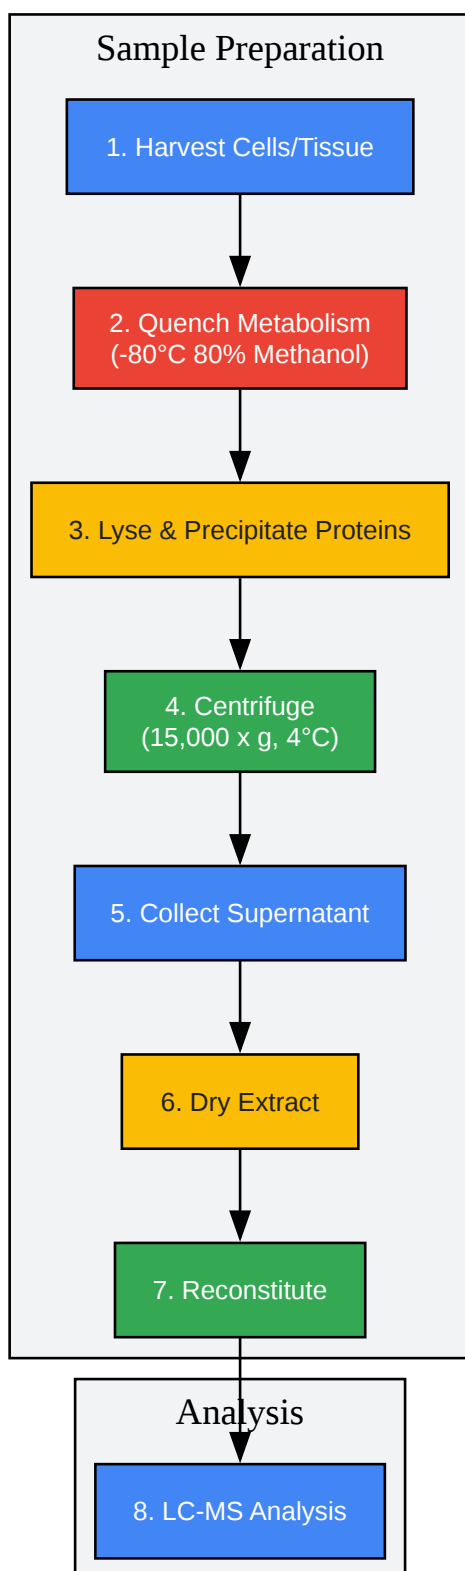 Sample Preparation
1. Harvest Cells/Tissue
2. Quench Metabolism
(-80°C 80% Methanol)
3. Lyse & Precipitate Proteins
4. Centrifuge
(15,000 x g, 4°C)
5. Collect Supernatant
6. Dry Extract
7. Reconstitute
Analysis
8. LC-MS Analysis